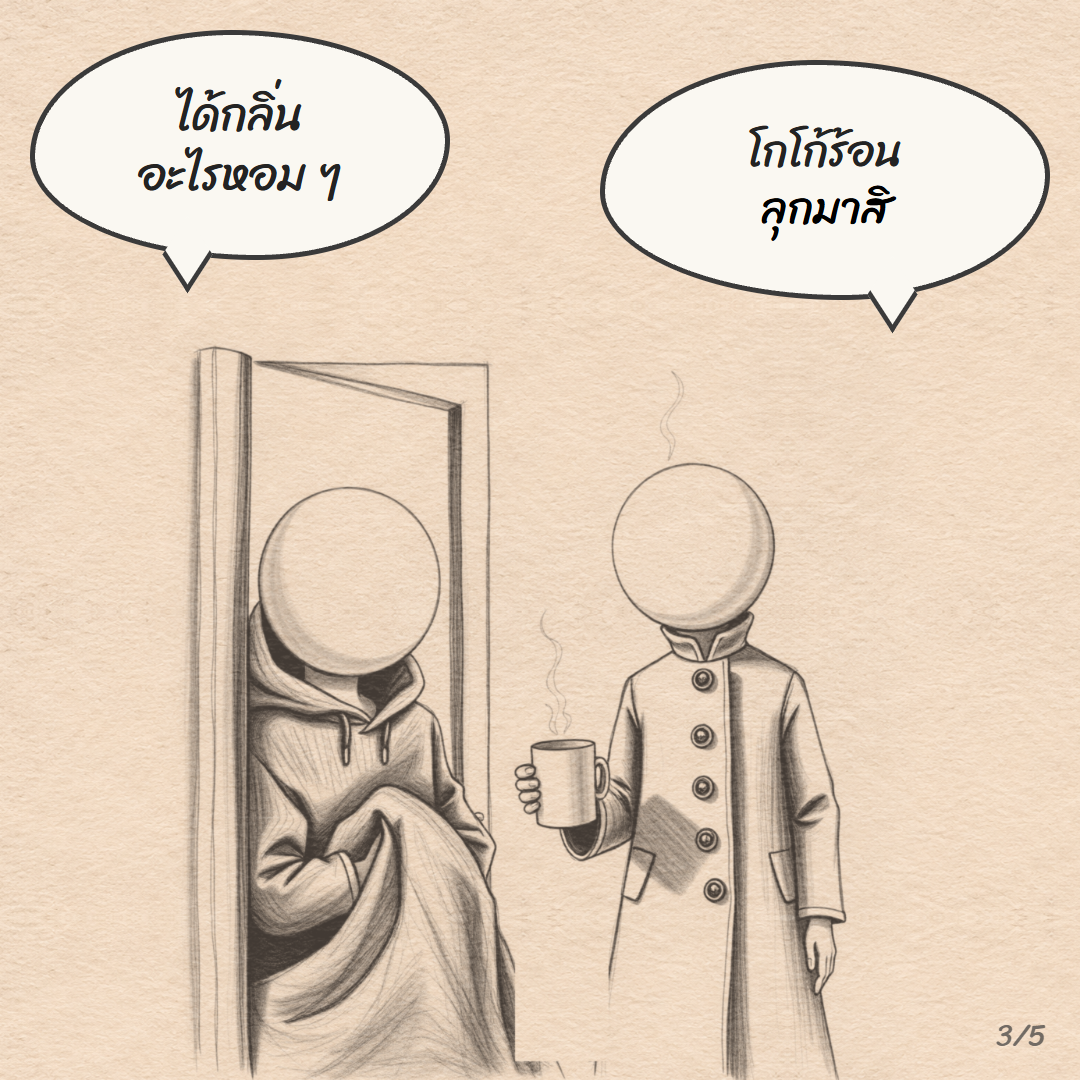 ได้กลิ่น
อะไรหอม ๆ
โกโก้ร้อน
ลุกมาสิ
3/5